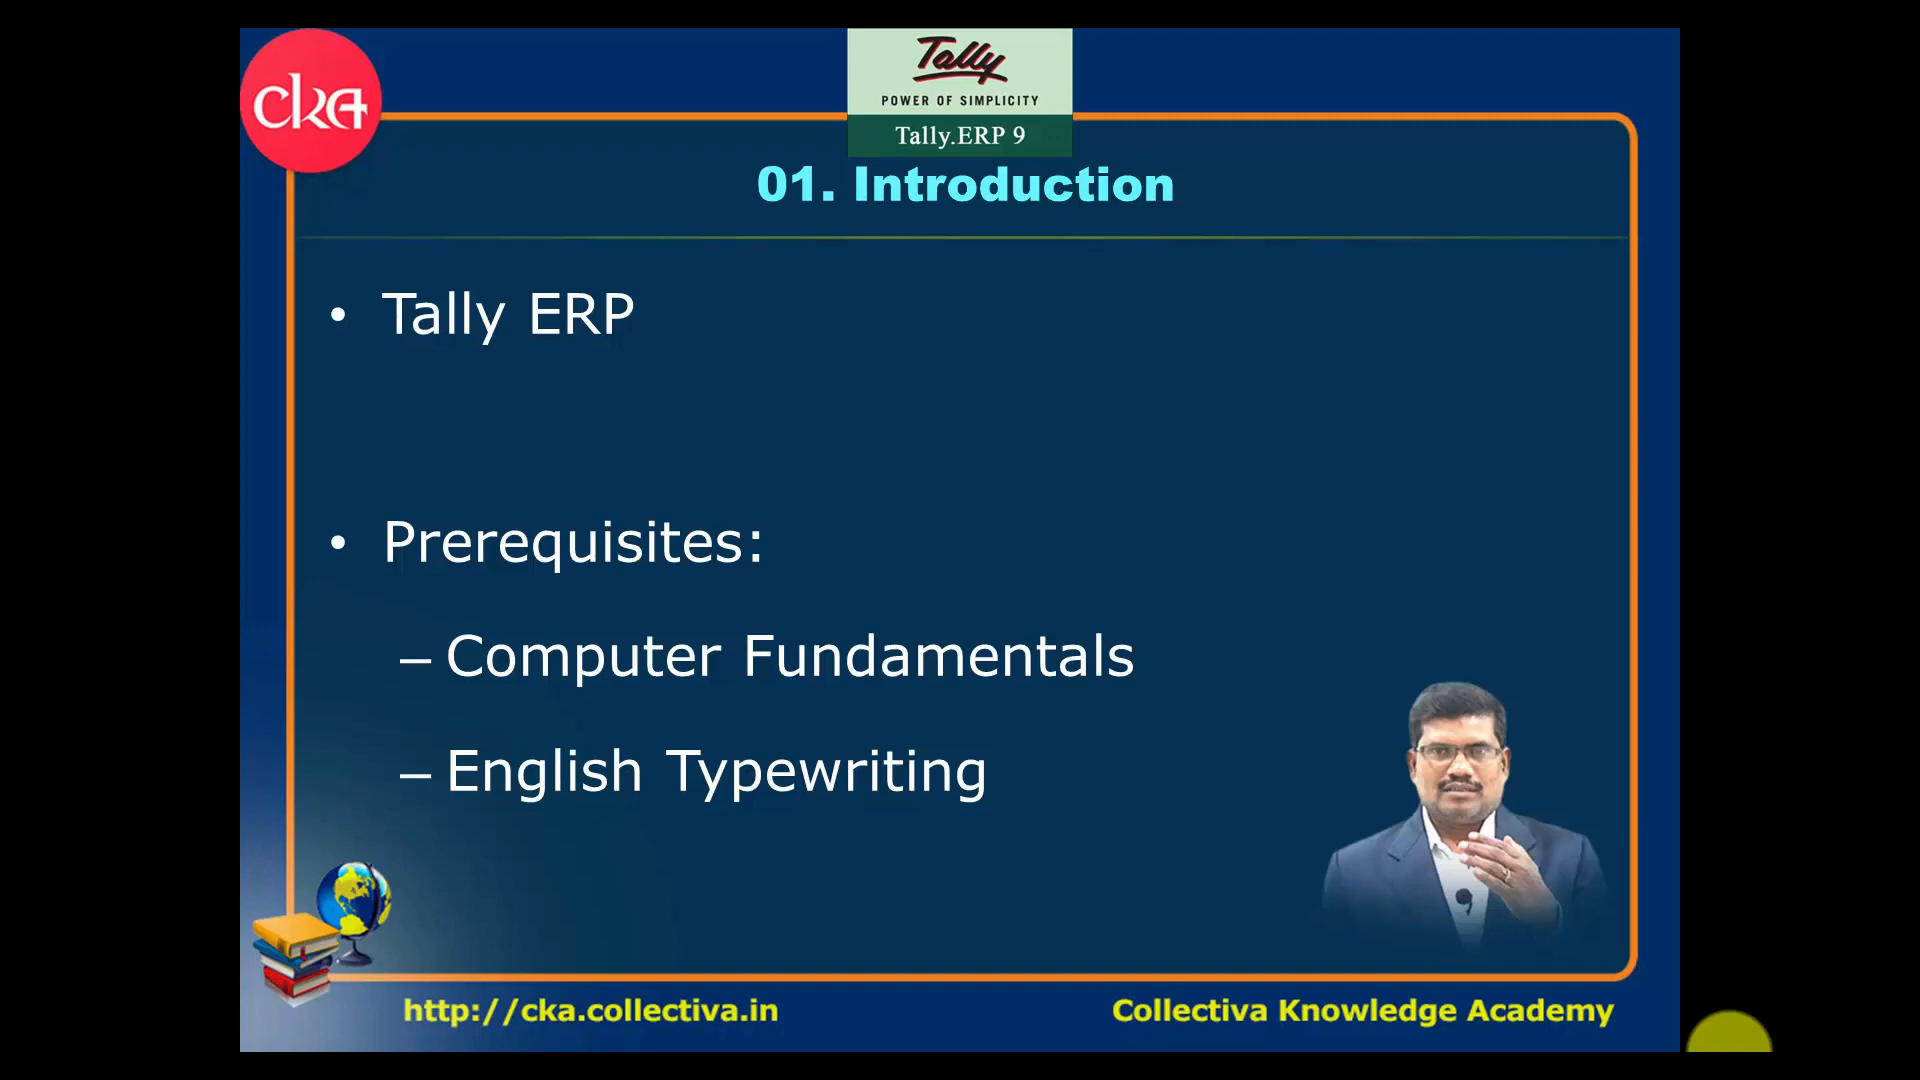 cka
Tally
POWER OF SIMPLICITY
Tally.ERP 9
01. Introduction
• Tally ERP
• Prerequisites:
– Computer Fundamentals
– English Typewriting
http://cka.collectiva.in
Collectiva Knowledge Academy